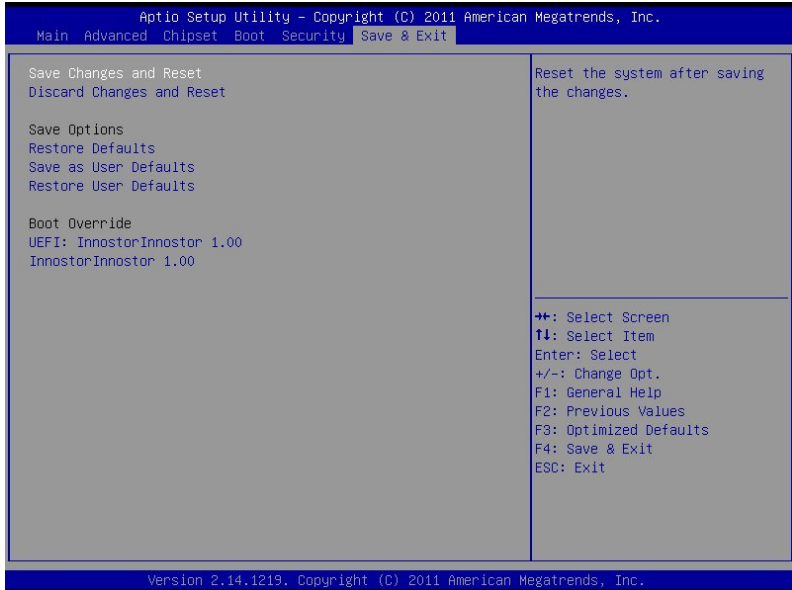 Aptio Setup Utility – Copyright (C) 2011 American Megatrends, Inc.
Main Advanced Chipset Boot Security Save & Exit
Save Changes and Reset
Discard Changes and Reset
Save Options
Restore Defaults
Save as User Defaults
Restore User Defaults
Boot Override
UEFI: InnostorInnostor 1.00
InnostorInnostor 1.00
Reset the system after saving
the changes.
→←: Select Screen
↑↓: Select Item
Enter: Select
+/-: Change Opt.
F1: General Help
F2: Previous Values
F3: Optimized Defaults
F4: Save & Exit
ESC: Exit
Version 2.14.1219. Copyright (C) 2011 American Megatrends, Inc.